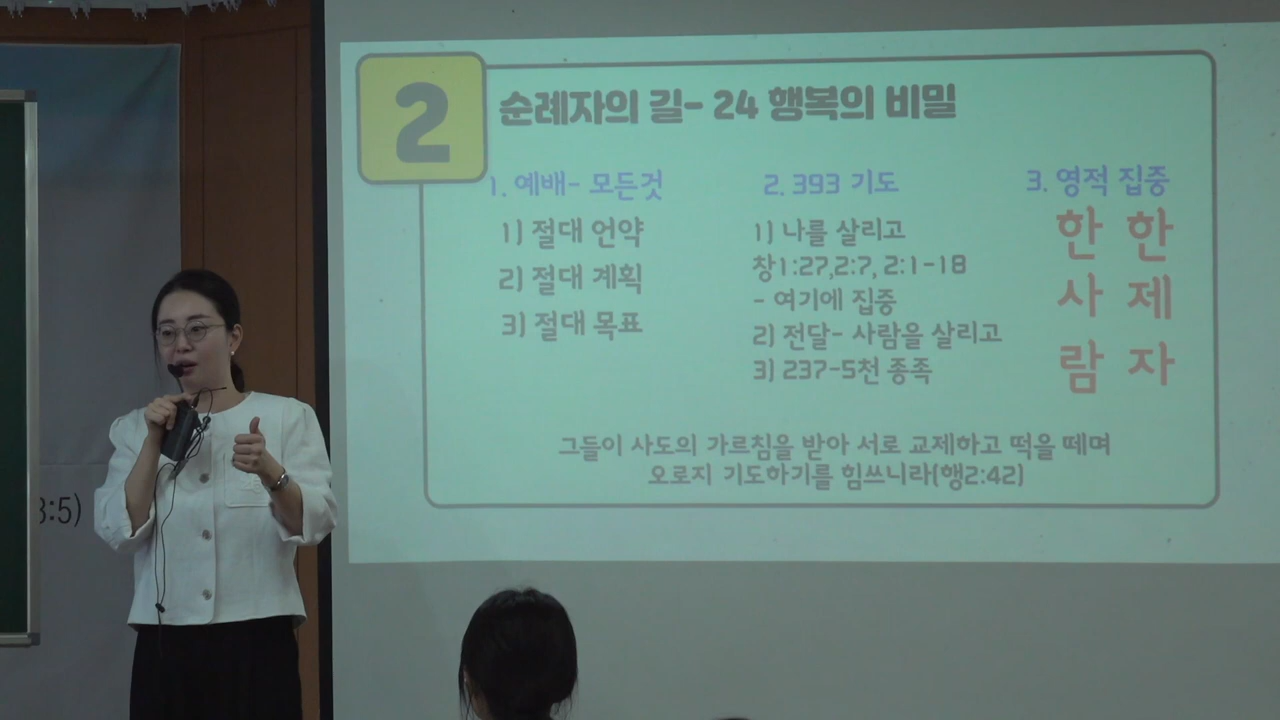 2
순례자의 길- 24 행복의 비밀
1. 예배- 모든것
1) 절대 언약
2) 절대 계획
3) 절대 목표
2. 393 기도
1) 나를 살리고
창1:27,2:7, 2:1-18
- 여기에 집중
2) 전달- 사람을 살리고
3) 237-5천 종족
3. 영적 집중
한 한
사 제
람 자
그들이 사도의 가르침을 받아 서로 교제하고 떡을 떼며
오로지 기도하기를 힘쓰니라(행2:42)
:5)